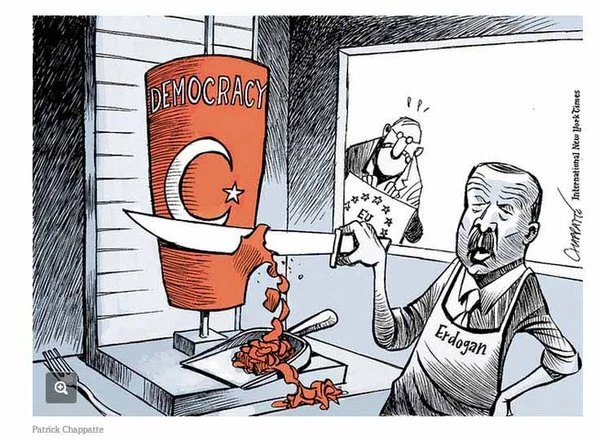 DEMOCRACY
EU
Erdogan
CHAPPATTE
International New York Times
Patrick Chappatte